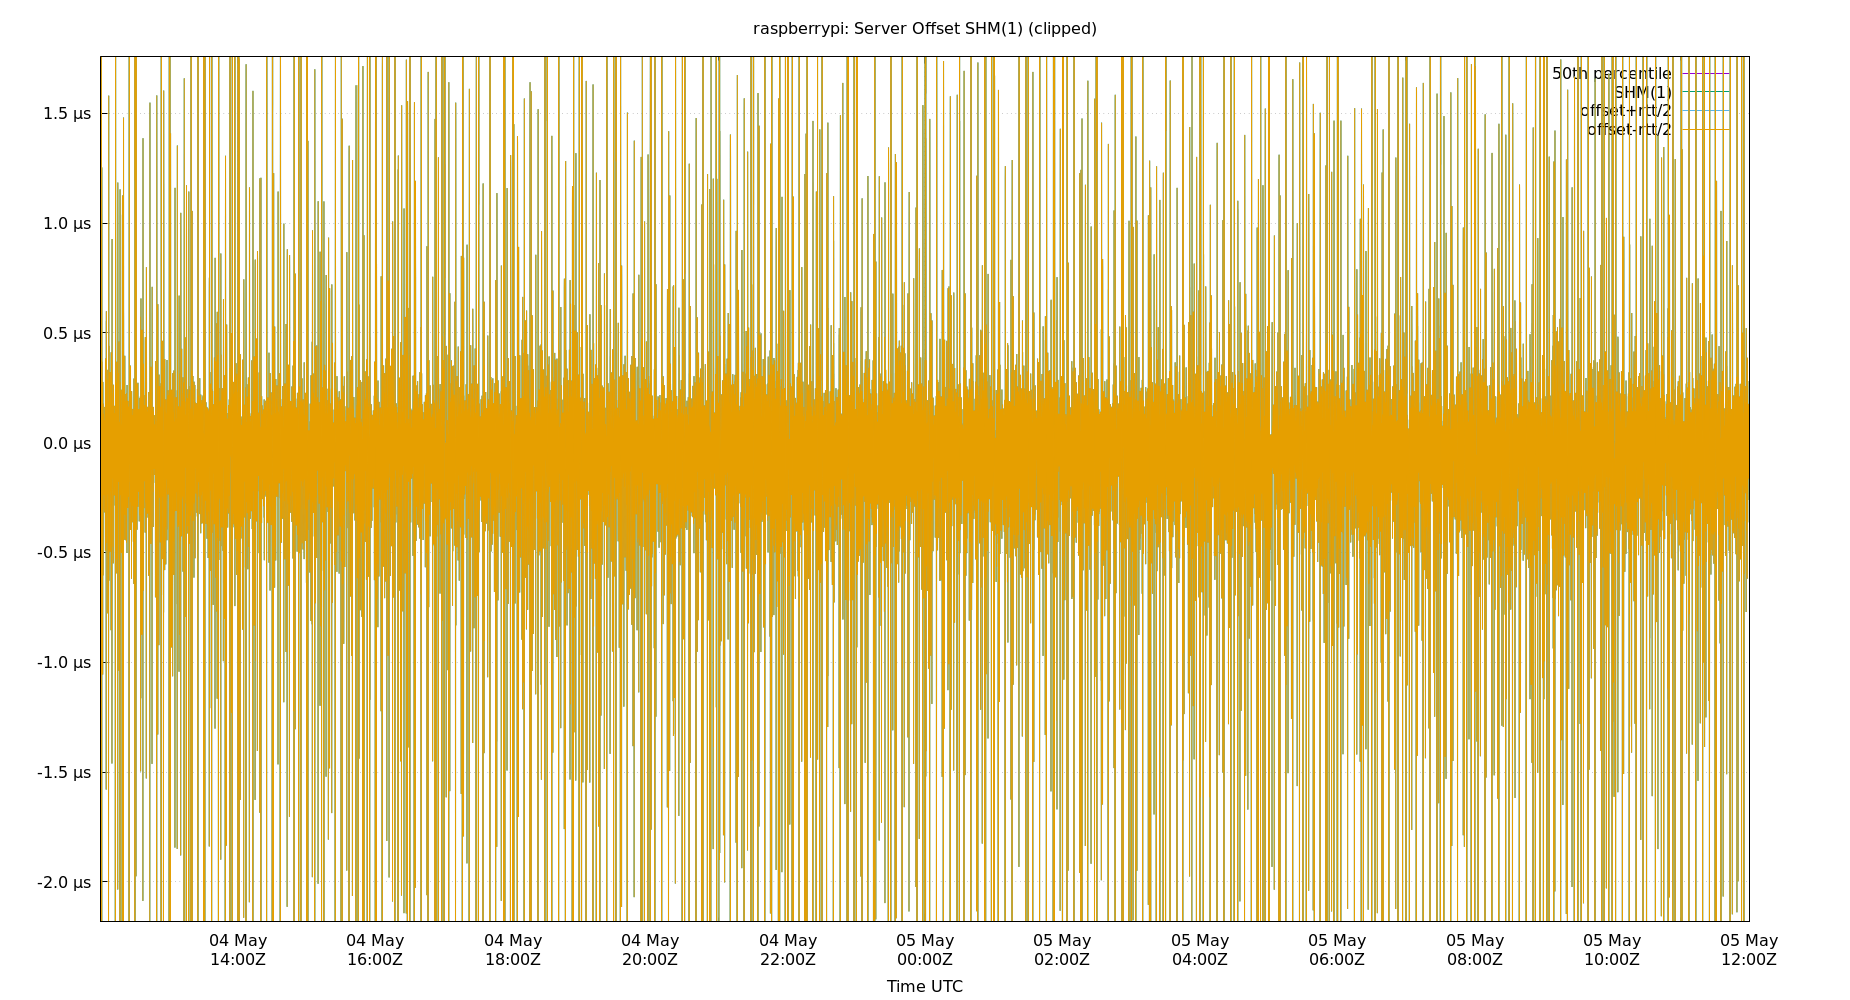 raspberrypi: Server Offset SHM(1) (clipped)
50th percentile
SHM(1)
offset+rtt/2
offset-rtt/2
1.5 µs
1.0 µs
0.5 µs
0.0 µs
-0.5 µs
-1.0 µs
-1.5 µs
-2.0 µs
04 May 04 May 04 May 04 May 04 May 05 May 05 May 05 May 05 May 05 May 05 May 05 May
14:00Z 16:00Z 18:00Z 20:00Z 22:00Z 00:00Z 02:00Z 04:00Z 06:00Z 08:00Z 10:00Z 12:00Z
Time UTC